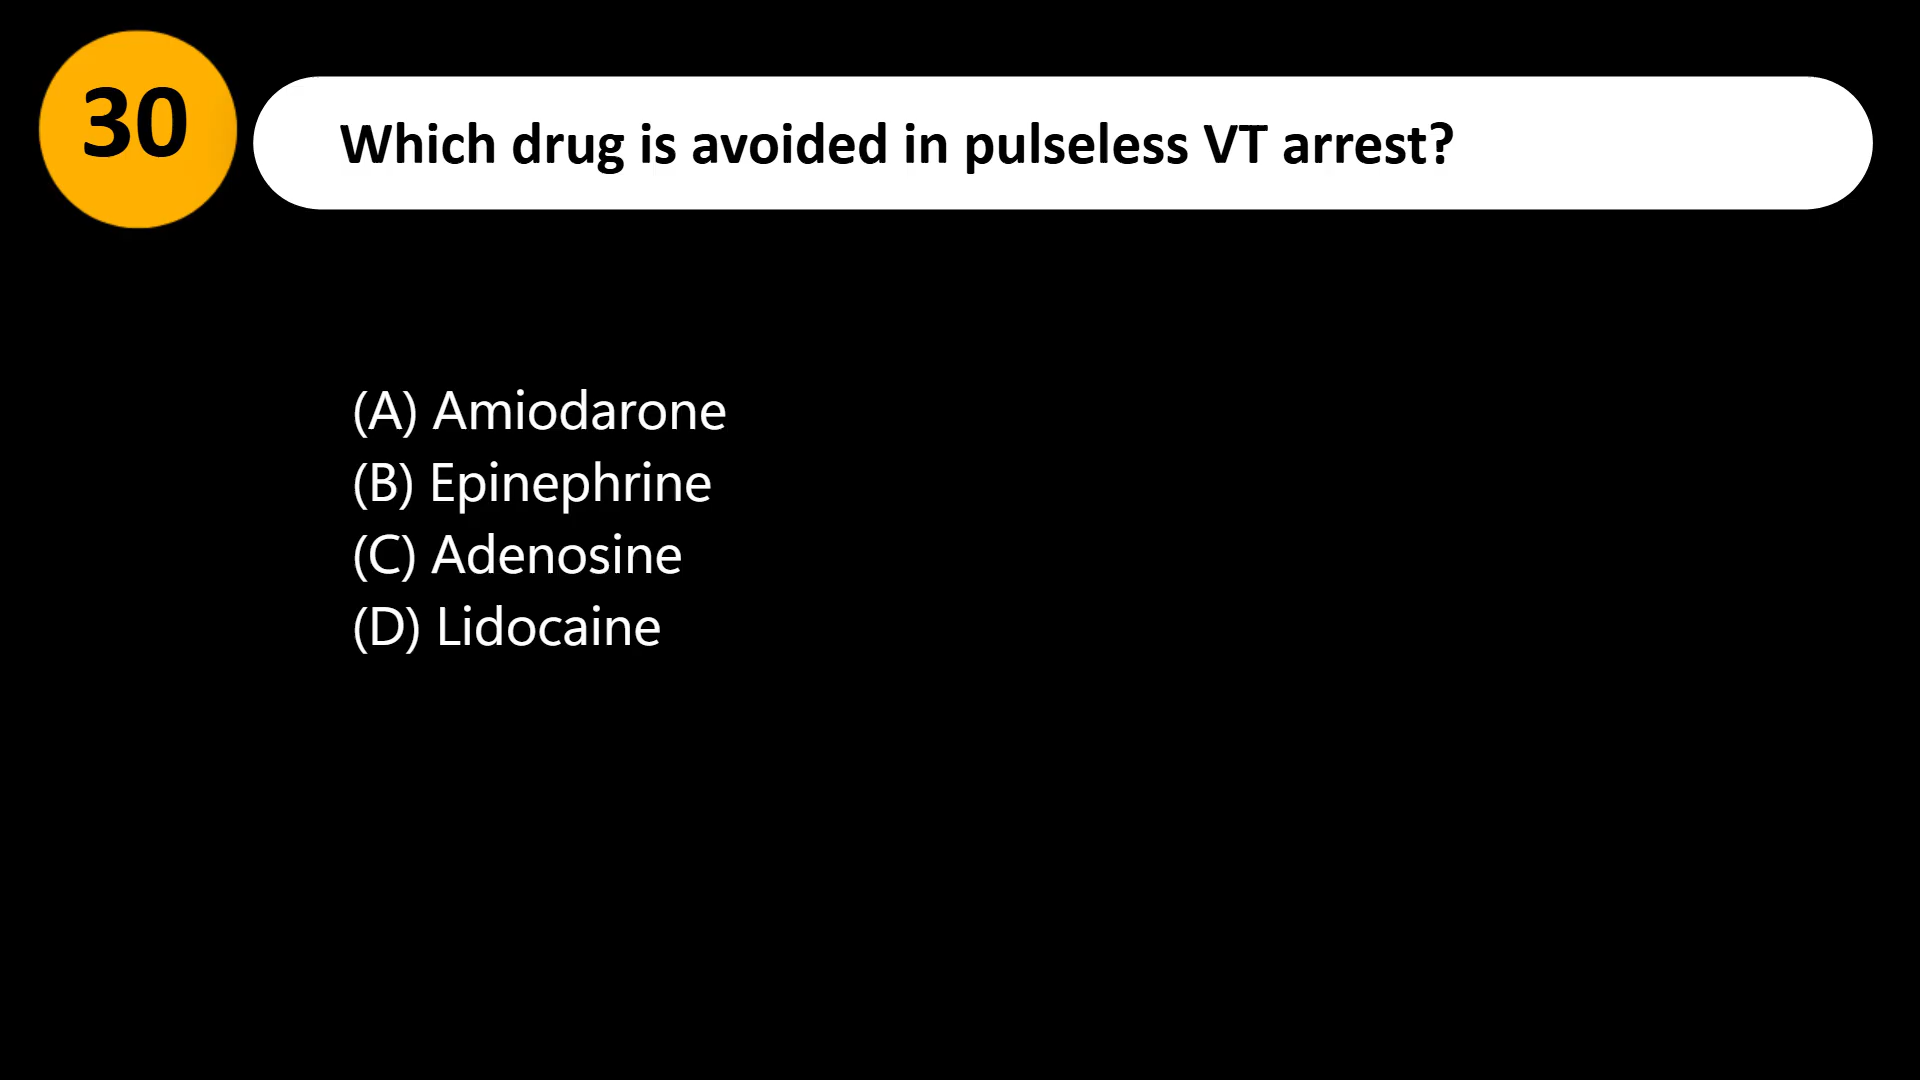 30
Which drug is avoided in pulseless VT arrest?
(A) Amiodarone
(B) Epinephrine
(C) Adenosine
(D) Lidocaine